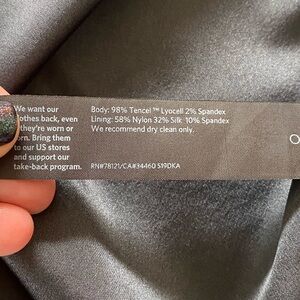 We want our
clothes back, even
if they're worn or
torn. Bring them
to our US stores
and support our
take-back program.
Body: 98% Tencel™ Lyocell 2% Spandex
Lining: 58% Nylon 32% Silk 10% Spandex
We recommend dry clean only.
RN#78121/CA#34460 S19DKA